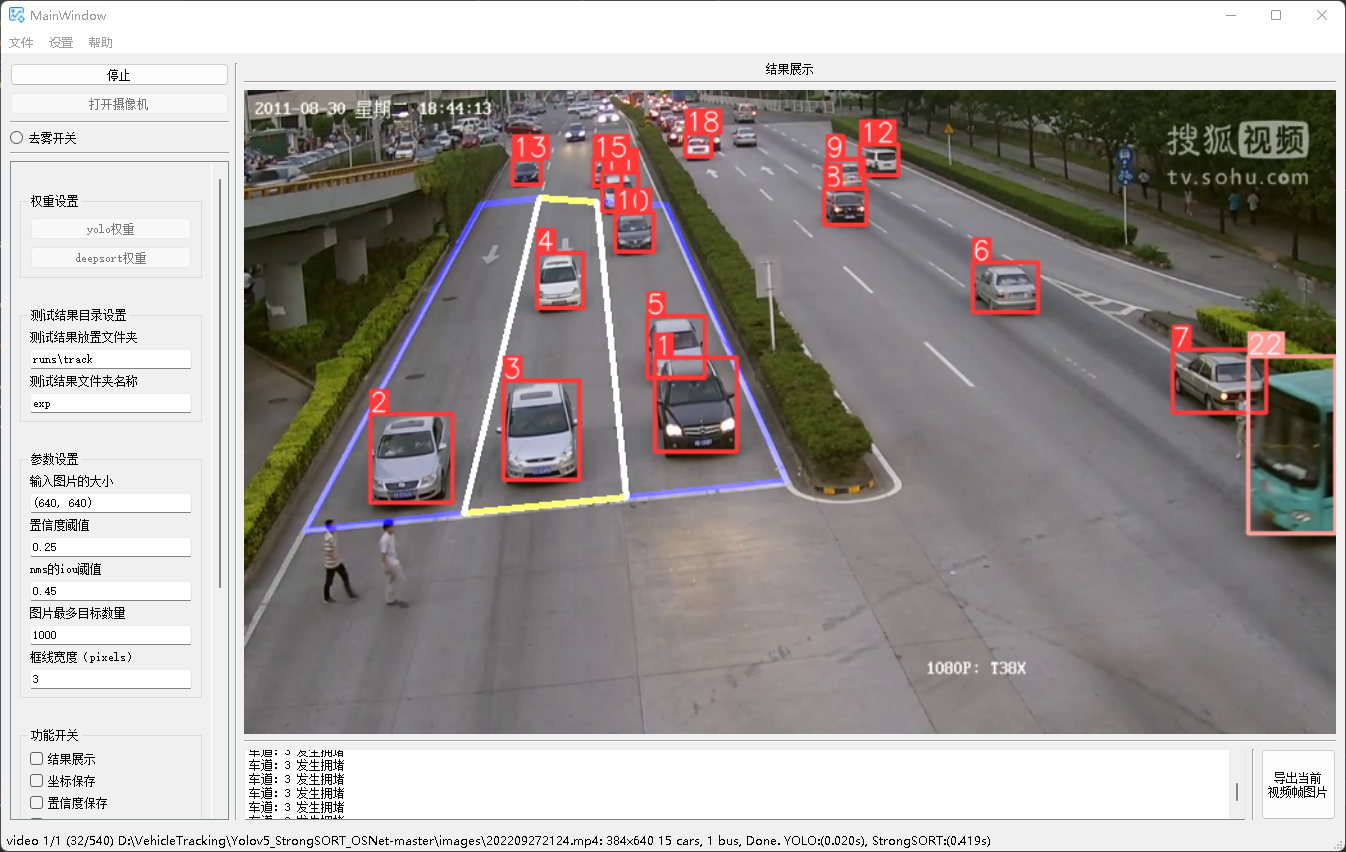 MainWindow
文件 设置 帮助
停止
打开摄像机
去雾开关
权重设置
yolo权重
deepsort权重
测试结果目录设置
测试结果放置文件夹
runs\track
测试结果文件夹名称
exp
参数设置
输入图片的大小
(640, 640)
置信度阈值
0.25
nms的iou阈值
0.45
图片最多目标数量
1000
框线宽度（pixels）
3
功能开关
结果展示
坐标保存
置信度保存
结果展示
2011-08-30 星期二 18:44:13
搜狐视频
tv.sohu.com
13
15
18
9
12
10
4
6
5
1
7
22
3
2
1080P: T38X
车道: 3 发生拥堵
车道: 3 发生拥堵
车道: 3 发生拥堵
车道: 3 发生拥堵
车道: 3 发生拥堵
导出当前
视频帧图片
video 1/1 (32/540) D:\VehicleTracking\Yolov5_StrongSORT_OSNet-master\images\202209272124.mp4: 384x640 15 cars, 1 bus, Done. YOLO:(0.020s), StrongSORT:(0.419s)